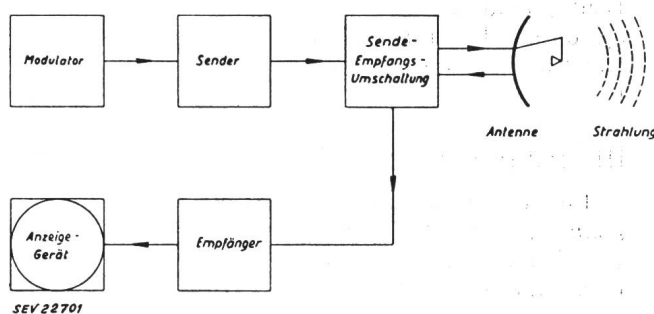 Modulator
Sender
Sende-
Empfangs-
Umschaltung
Antenne
Strahlung
Anzeige-
Gerät
Empfänger
SEV 22701